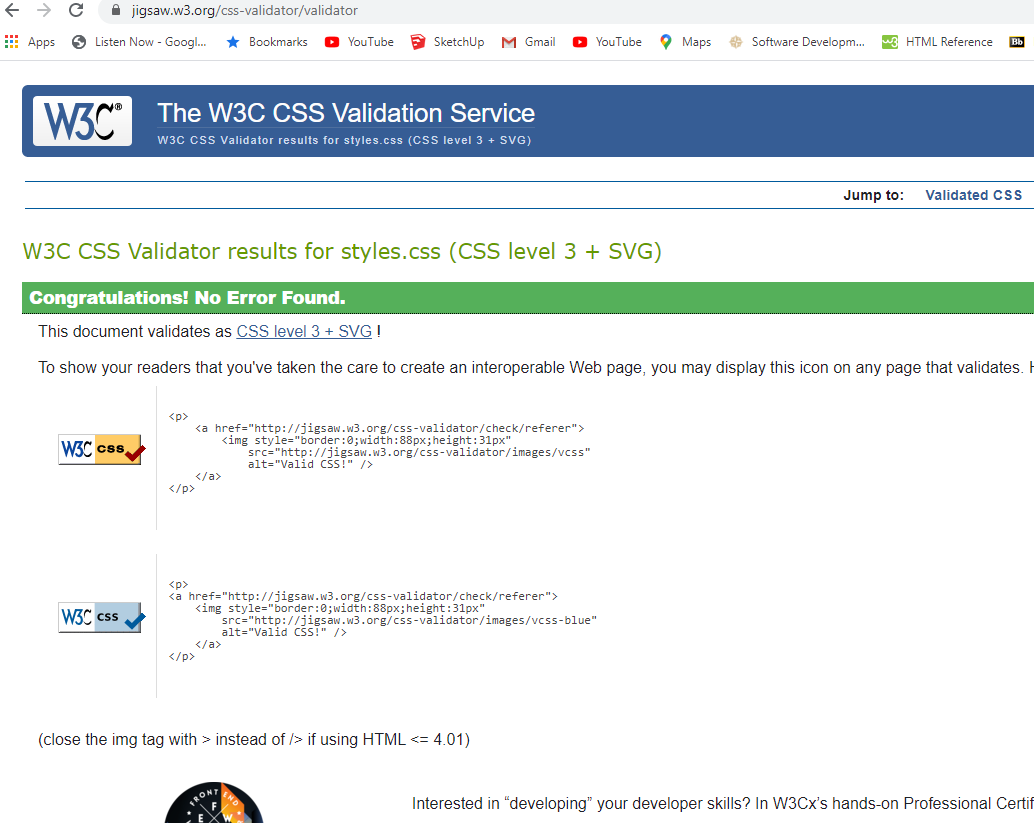 jigsaw.w3.org/css-validator/validator
Apps Listen Now - Googl... Bookmarks YouTube SketchUp Gmail YouTube Maps Software Developm... HTML Reference Bb
W3C® The W3C CSS Validation Service
W3C CSS Validator results for styles.css (CSS level 3 + SVG)
Jump to: Validated CSS
W3C CSS Validator results for styles.css (CSS level 3 + SVG)
Congratulations! No Error Found.
This document validates as CSS level 3 + SVG !
To show your readers that you've taken the care to create an interoperable Web page, you may display this icon on any page that validates. H
W3C css
<p>
<a href="http://jigsaw.w3.org/css-validator/check/referer">
<img style="border:0;width:88px;height:31px"
src="http://jigsaw.w3.org/css-validator/images/vcss"
alt="Valid CSS!" />
</a>
</p>
W3C css
<p>
<a href="http://jigsaw.w3.org/css-validator/check/referer">
<img style="border:0;width:88px;height:31px"
src="http://jigsaw.w3.org/css-validator/images/vcss-blue"
alt="Valid CSS!" />
</a>
</p>
(close the img tag with > instead of /> if using HTML <= 4.01)
FRONT END
F
E W
Interested in “developing” your developer skills? In W3Cx’s hands-on Professional Certif